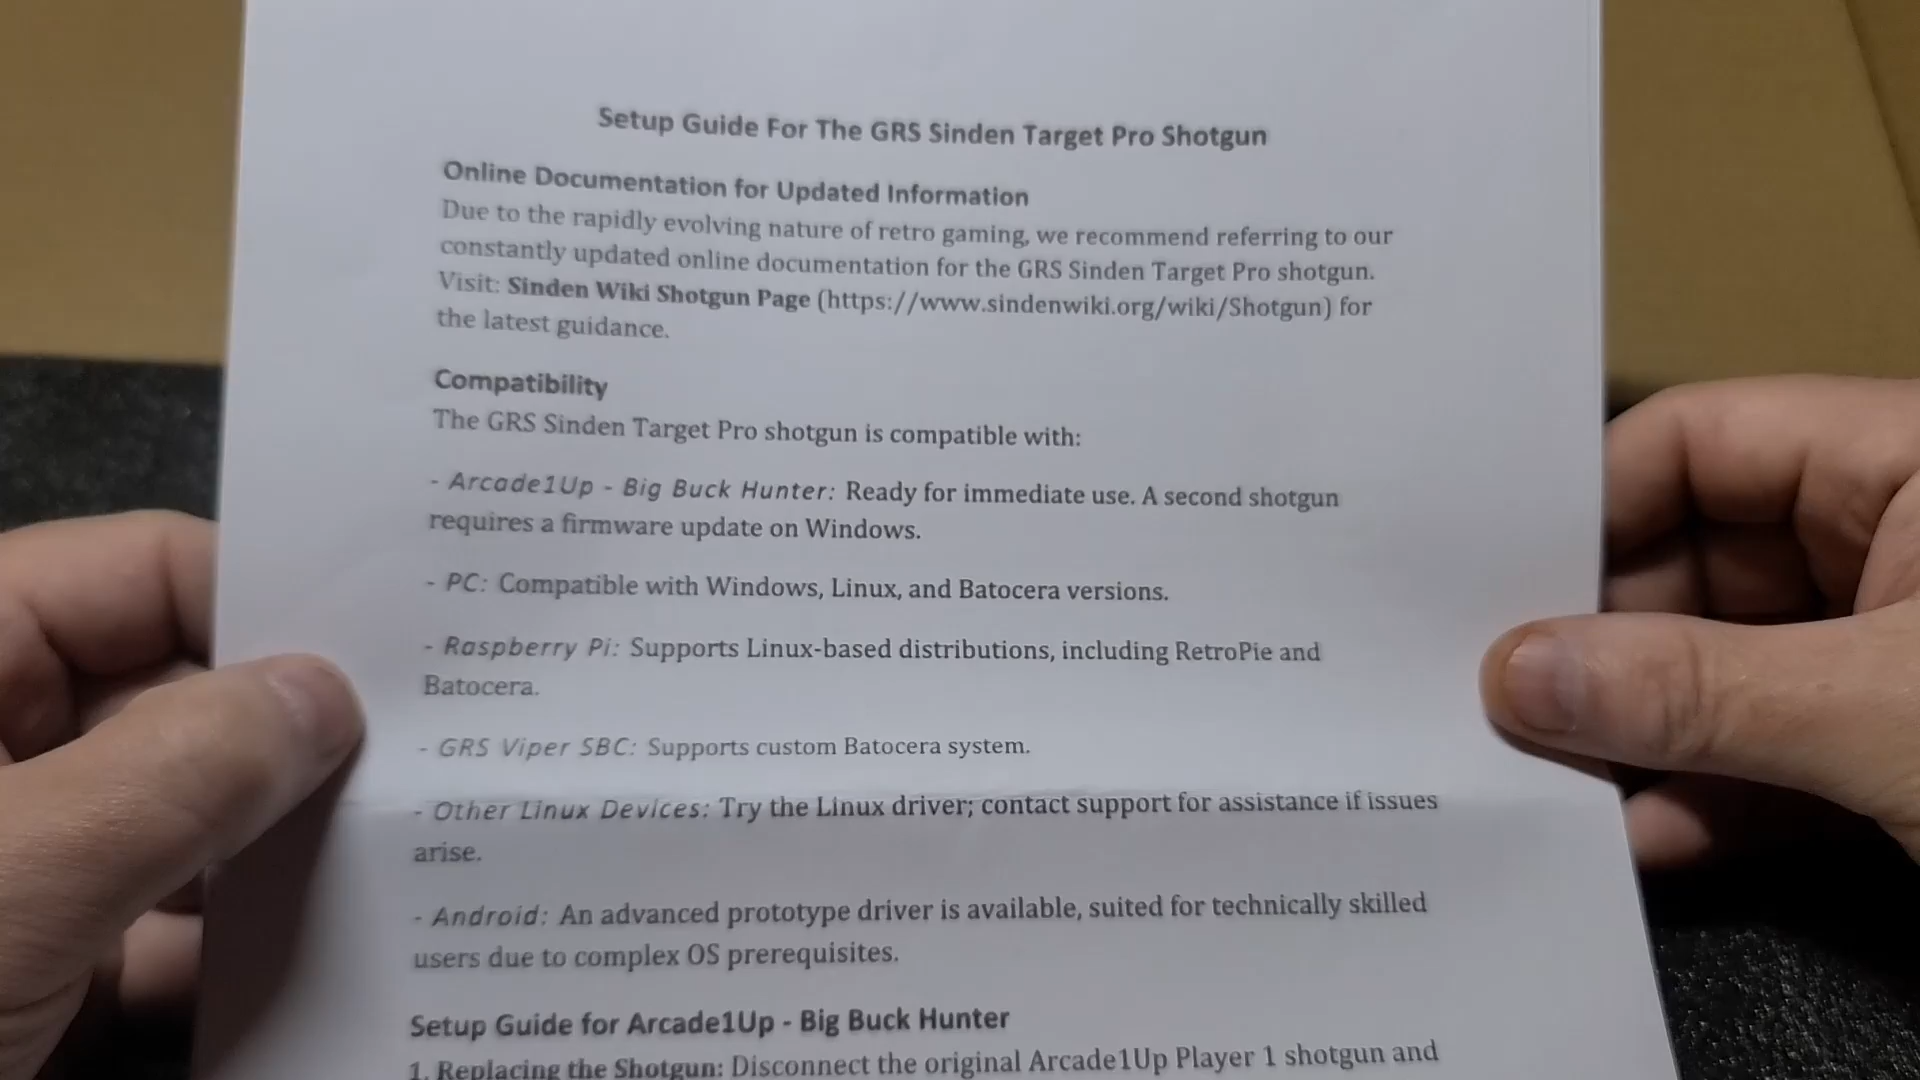 Setup Guide For The GRS Sinden Target Pro Shotgun
Online Documentation for Updated Information
Due to the rapidly evolving nature of retro gaming, we recommend referring to our
constantly updated online documentation for the GRS Sinden Target Pro shotgun.
Visit: Sinden Wiki Shotgun Page (https://www.sindenwiki.org/wiki/Shotgun) for
the latest guidance.
Compatibility
The GRS Sinden Target Pro shotgun is compatible with:
- Arcade1Up - Big Buck Hunter: Ready for immediate use. A second shotgun
requires a firmware update on Windows.
- PC: Compatible with Windows, Linux, and Batocera versions.
- Raspberry Pi: Supports Linux-based distributions, including RetroPie and
Batocera.
- GRS Viper SBC: Supports custom Batocera system.
- Other Linux Devices: Try the Linux driver; contact support for assistance if issues
arise.
- Android: An advanced prototype driver is available, suited for technically skilled
users due to complex OS prerequisites.
Setup Guide for Arcade1Up - Big Buck Hunter
1. Replacing the Shotgun: Disconnect the original Arcade1Up Player 1 shotgun and